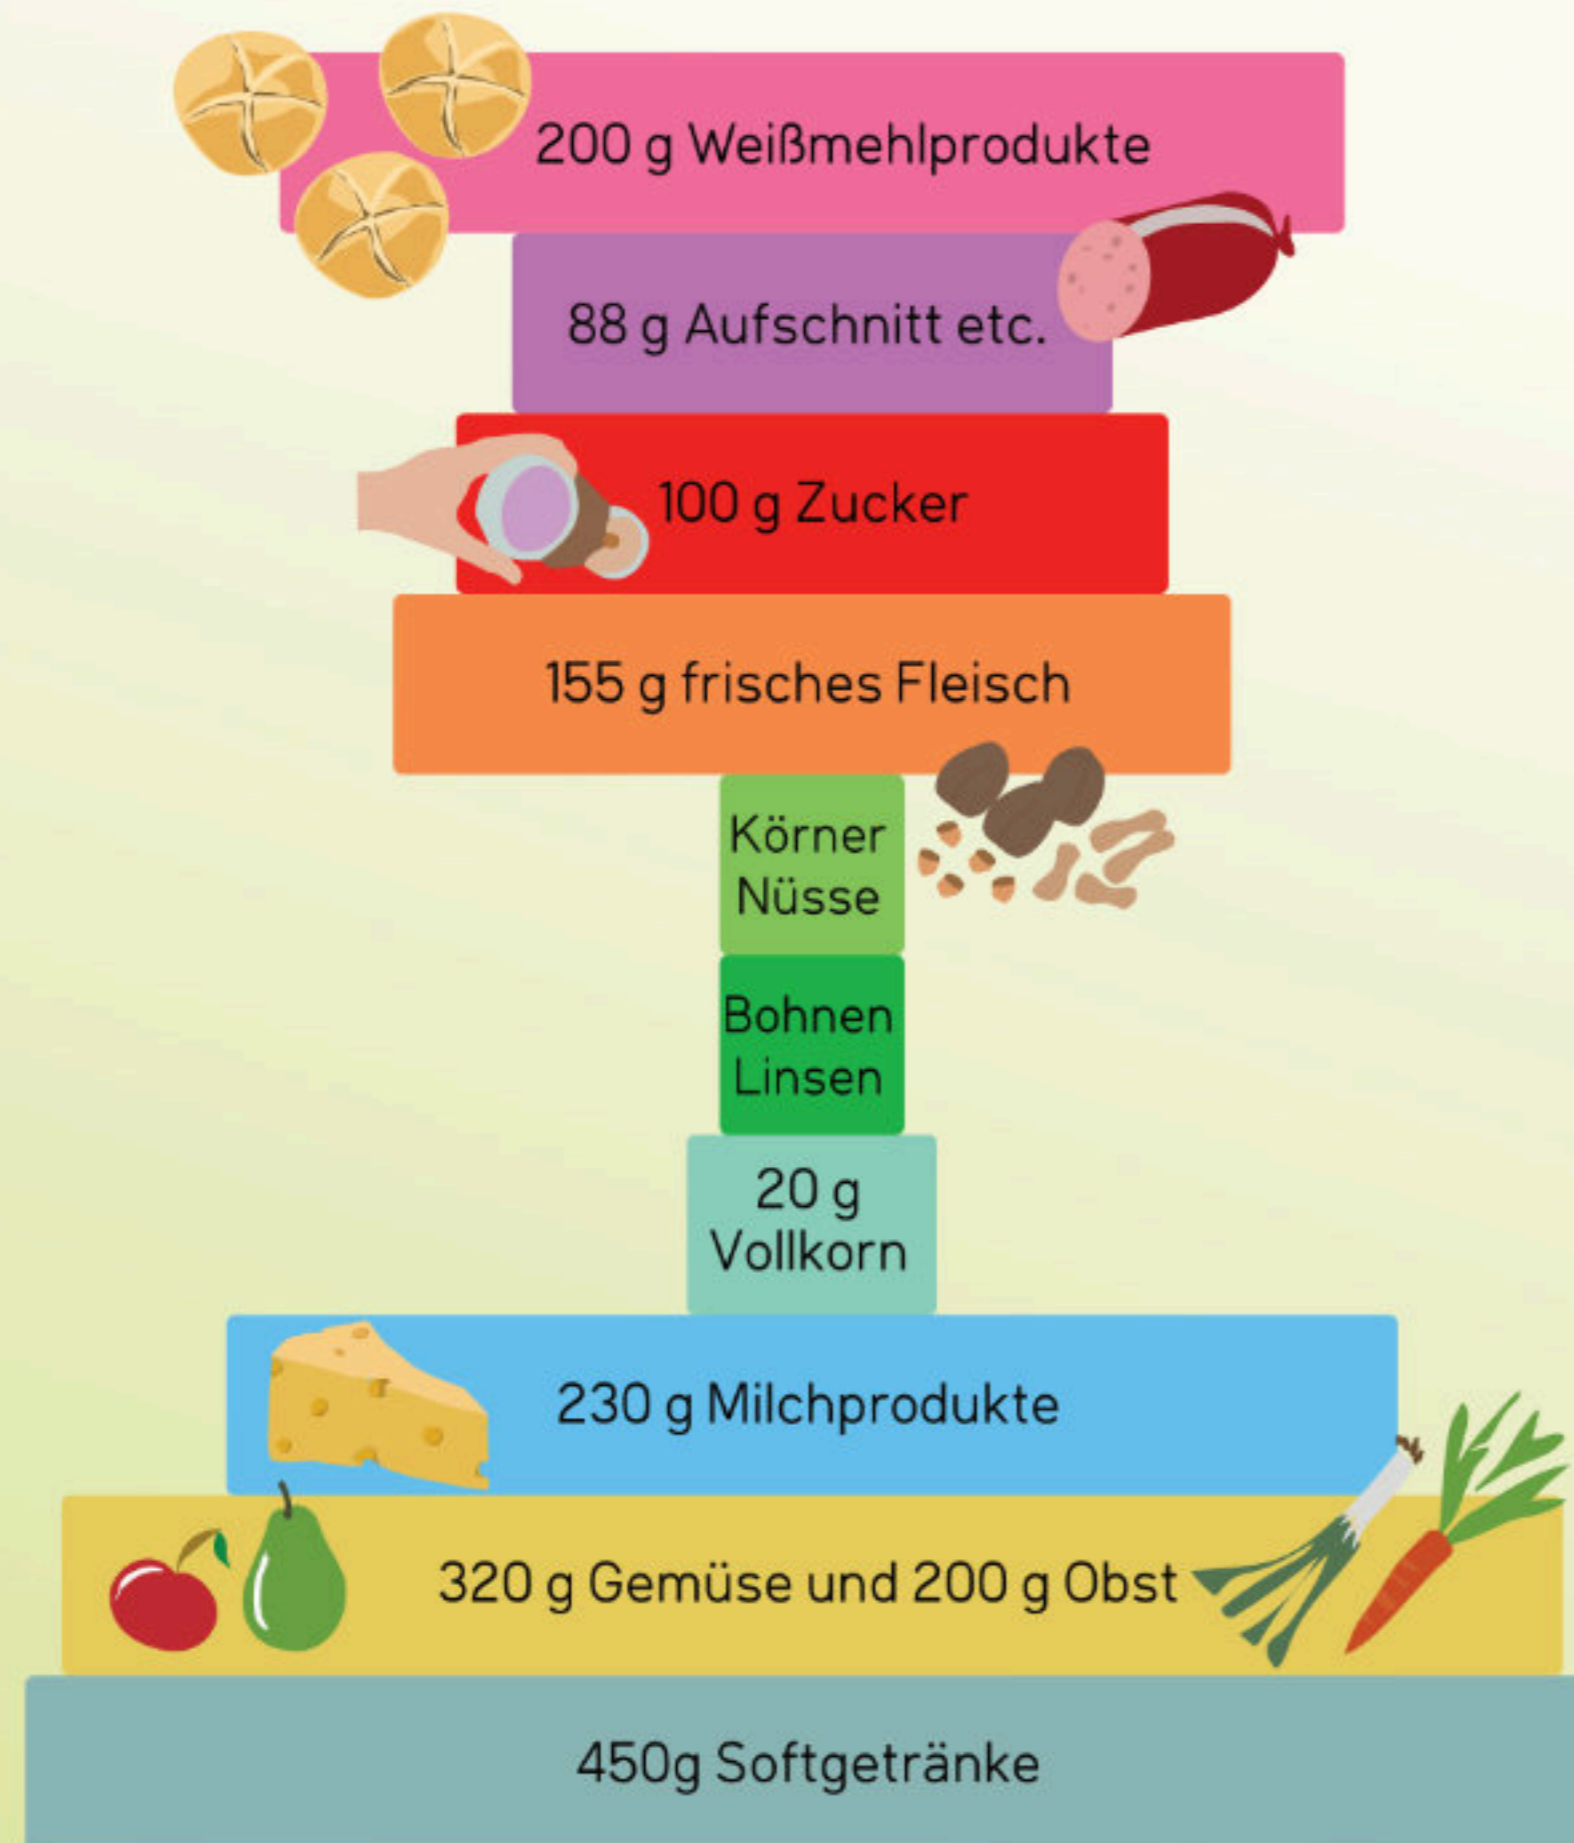 200 g Weißmehlprodukte
88 g Aufschnitt etc.
100 g Zucker
155 g frisches Fleisch
Körner
Nüsse
Bohnen
Linsen
20 g
Vollkorn
230 g Milchprodukte
320 g Gemüse und 200 g Obst
450g Softgetränke